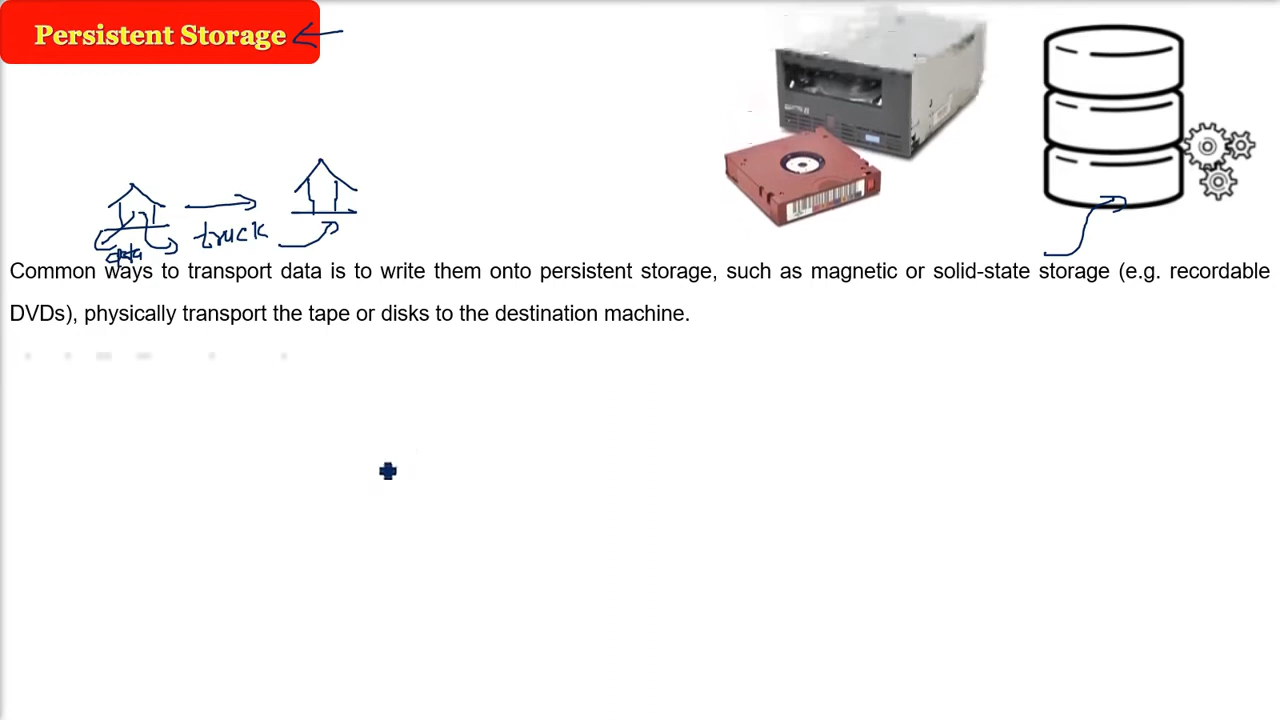 Persistent Storage
truck
data
Common ways to transport data is to write them onto persistent storage, such as magnetic or solid-state storage (e.g. recordable
DVDs), physically transport the tape or disks to the destination machine.